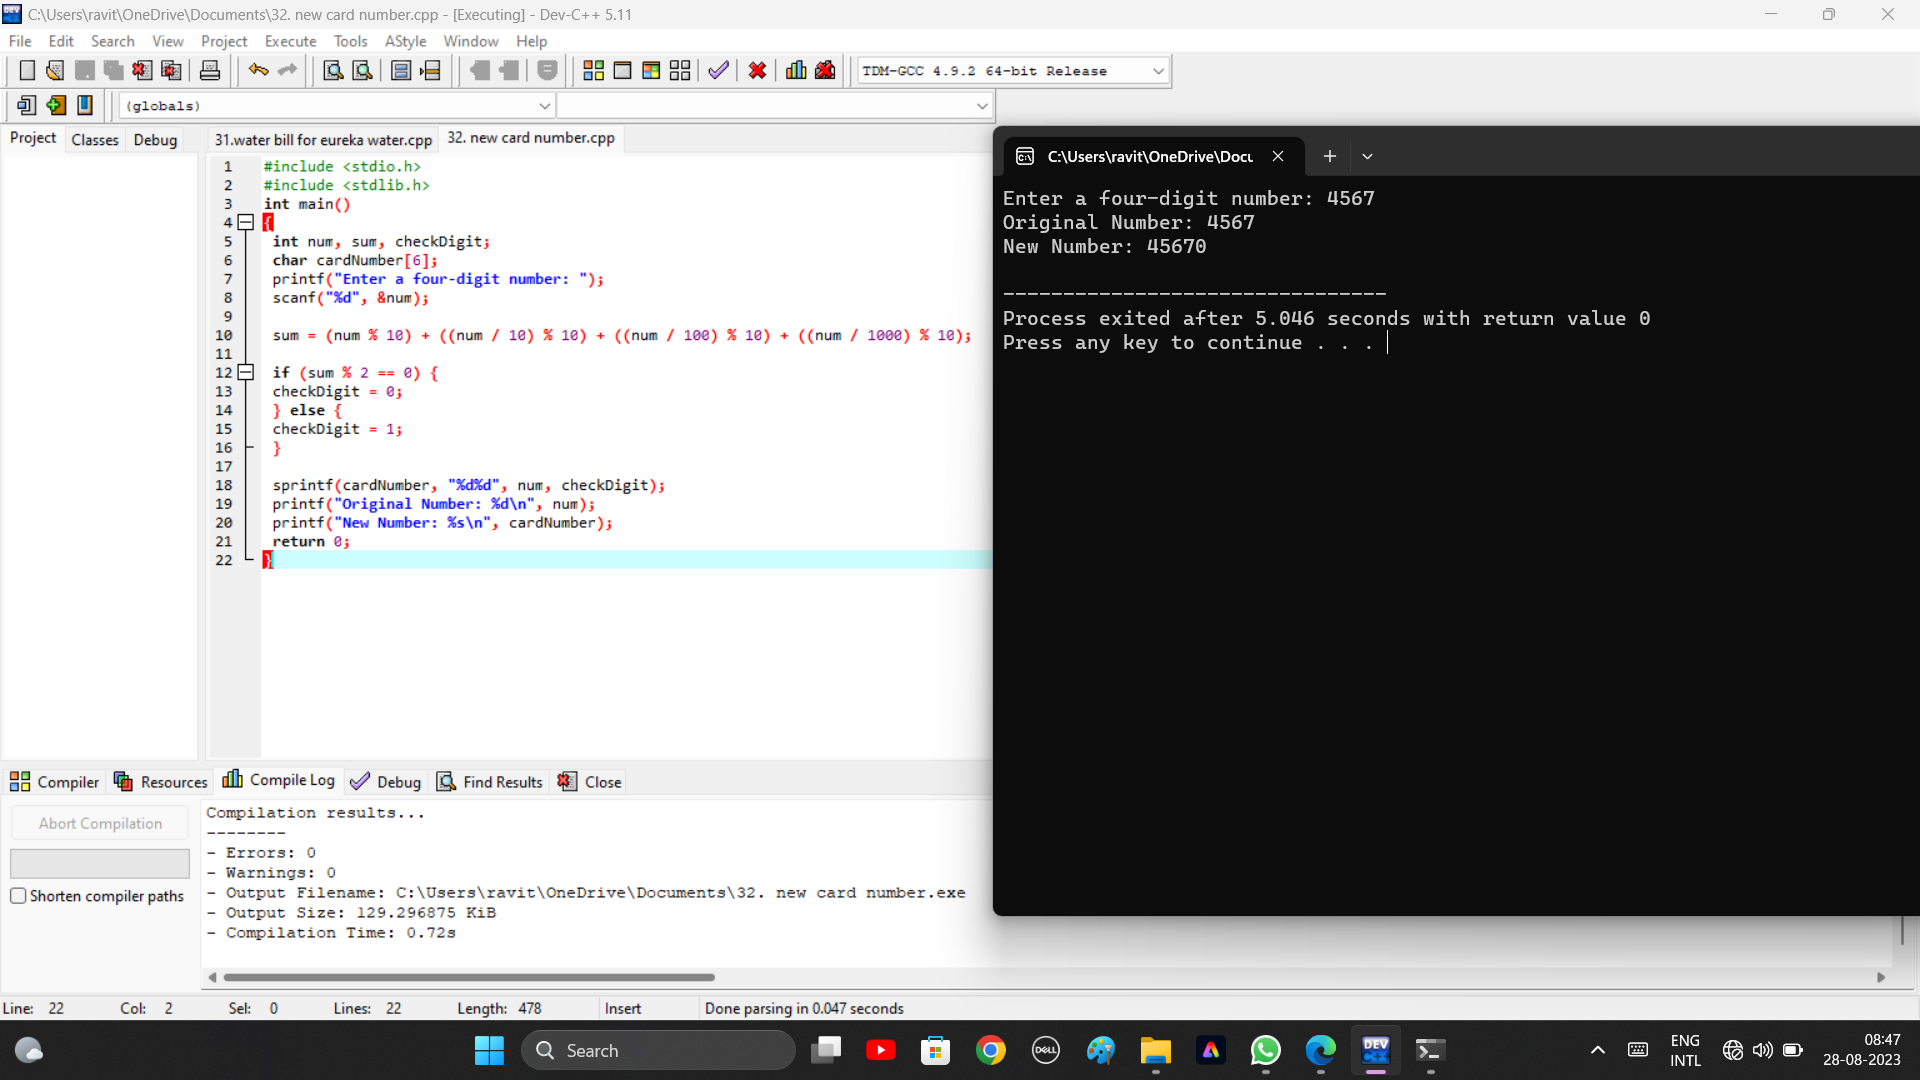 C:\Users\ravit\OneDrive\Documents\32. new card number.cpp - [Executing] - Dev-C++ 5.11
File Edit Search View Project Execute Tools AStyle Window Help
TDM-GCC 4.9.2 64-bit Release
(globals)
Project Classes Debug
31.water bill for eureka water.cpp 32. new card number.cpp
1 #include <stdio.h>
2 #include <stdlib.h>
3 int main()
4 {
5 int num, sum, checkDigit;
6 char cardNumber[6];
7 printf("Enter a four-digit number: ");
8 scanf("%d", &num);
9
10 sum = (num % 10) + ((num / 10) % 10) + ((num / 100) % 10) + ((num / 1000) % 10);
11
12 if (sum % 2 == 0) {
13 checkDigit = 0;
14 } else {
15 checkDigit = 1;
16 }
17
18 sprintf(cardNumber, "%d%d", num, checkDigit);
19 printf("Original Number: %d\n", num);
20 printf("New Number: %s\n", cardNumber);
21 return 0;
22 }
C:\Users\ravit\OneDrive\Docu
Enter a four-digit number: 4567
Original Number: 4567
New Number: 45670
--------------------------------
Process exited after 5.046 seconds with return value 0
Press any key to continue . . .
Compiler Resources Compile Log Debug Find Results Close
Abort Compilation
Shorten compiler paths
Compilation results...
--------
- Errors: 0
- Warnings: 0
- Output Filename: C:\Users\ravit\OneDrive\Documents\32. new card number.exe
- Output Size: 129.296875 KiB
- Compilation Time: 0.72s
Line: 22 Col: 2 Sel: 0 Lines: 22 Length: 478 Insert Done parsing in 0.047 seconds
Search
DELL
DEV C++
ENG
INTL
08:47
28-08-2023